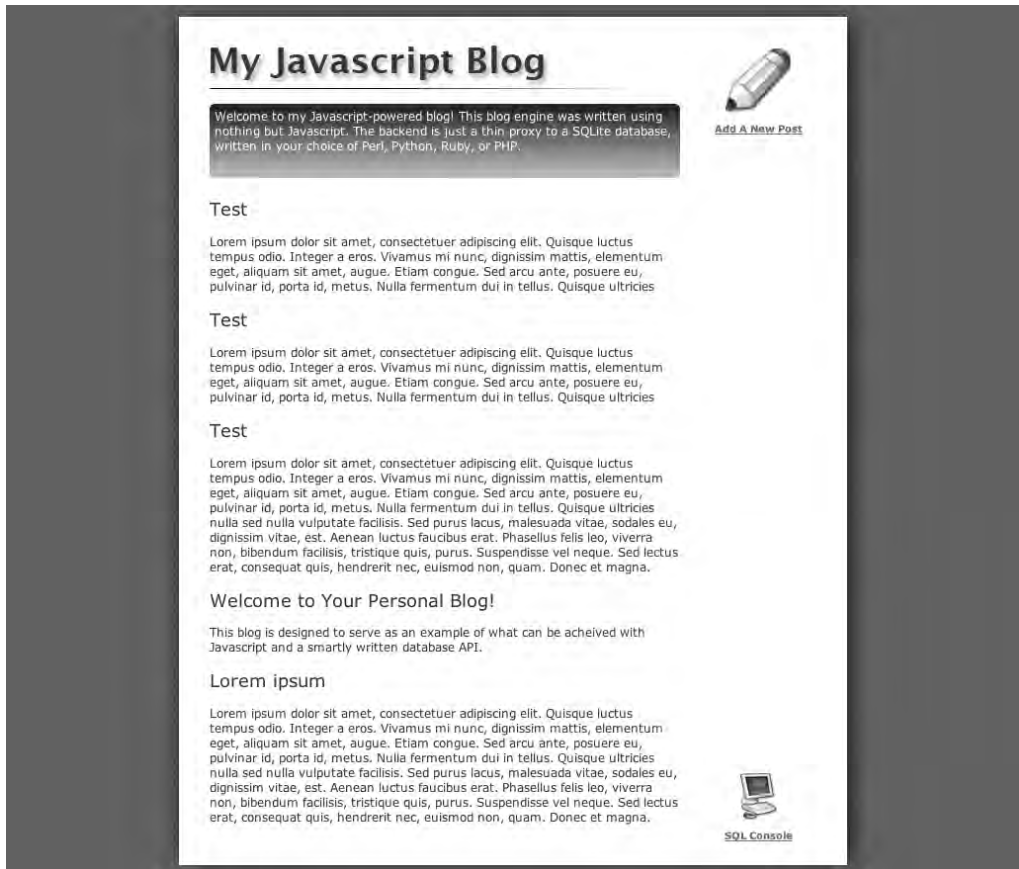 My Javascript Blog
Add A New Post
Welcome to my Javascript-powered blog! This blog engine was written using
nothing but Javascript. The backend is just a thin proxy to a SQLite database,
written in your choice of Perl, Python, Ruby, or PHP.
Test
Lorem ipsum dolor sit amet, consectetuer adipiscing elit. Quisque luctus
tempus odio. Integer a eros. Vivamus mi nunc, dignissim mattis, elementum
eget, aliquam sit amet, augue. Etiam congue. Sed arcu ante, posuere eu,
pulvinar id, porta id, metus. Nulla fermentum dui in tellus. Quisque ultricies
Test
Lorem ipsum dolor sit amet, consectetuer adipiscing elit. Quisque luctus
tempus odio. Integer a eros. Vivamus mi nunc, dignissim mattis, elementum
eget, aliquam sit amet, augue. Etiam congue. Sed arcu ante, posuere eu,
pulvinar id, porta id, metus. Nulla fermentum dui in tellus. Quisque ultricies
Test
Lorem ipsum dolor sit amet, consectetuer adipiscing elit. Quisque luctus
tempus odio. Integer a eros. Vivamus mi nunc, dignissim mattis, elementum
eget, aliquam sit amet, augue. Etiam congue. Sed arcu ante, posuere eu,
pulvinar id, porta id, metus. Nulla fermentum dui in tellus. Quisque ultricies
nulla sed nulla vulputate facilisis. Sed purus lacus, malesuada vitae, sodales eu,
dignissim vitae, est. Aenean luctus faucibus erat. Phasellus felis leo, viverra
non, bibendum facilisis, tristique quis, purus. Suspendisse vel neque. Sed lectus
erat, consequat quis, hendrerit nec, euismod non, quam. Donec et magna.
Welcome to Your Personal Blog!
This blog is designed to serve as an example of what can be acheived with
Javascript and a smartly written database API.
Lorem ipsum
Lorem ipsum dolor sit amet, consectetuer adipiscing elit. Quisque luctus
tempus odio. Integer a eros. Vivamus mi nunc, dignissim mattis, elementum
eget, aliquam sit amet, augue. Etiam congue. Sed arcu ante, posuere eu,
pulvinar id, porta id, metus. Nulla fermentum dui in tellus. Quisque ultricies
nulla sed nulla vulputate facilisis. Sed purus lacus, malesuada vitae, sodales eu,
dignissim vitae, est. Aenean luctus faucibus erat. Phasellus felis leo, viverra
non, bibendum facilisis, tristique quis, purus. Suspendisse vel neque. Sed lectus
erat, consequat quis, hendrerit nec, euismod non, quam. Donec et magna.
SQL Console